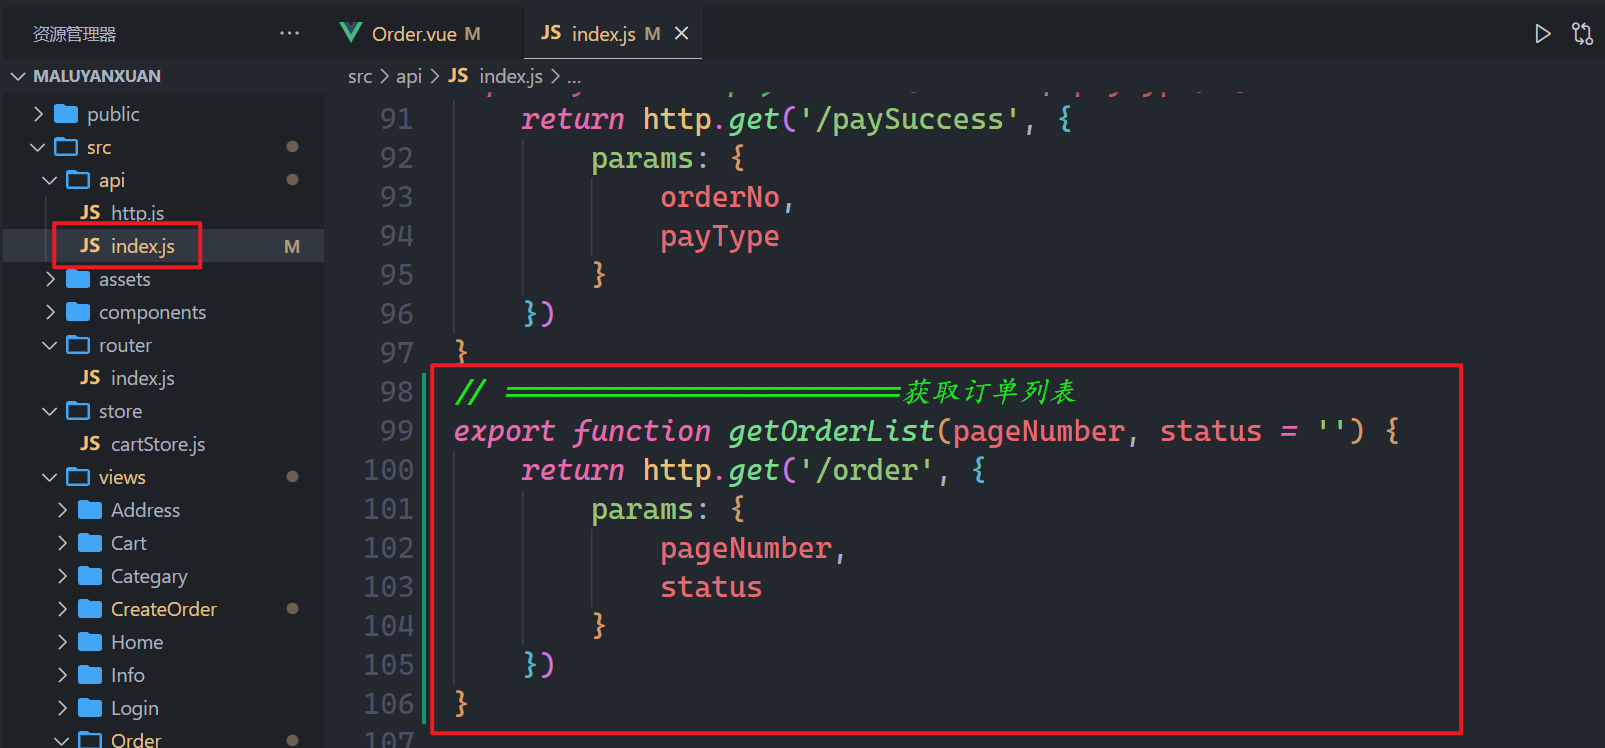 资源管理器 ···
Order.vue M
JS index.js M
MALUYANXUAN
src > api > JS index.js > ...
public
src
api
JS http.js
JS index.js M
assets
components
router
JS index.js
store
JS cartStore.js
views
Address
Cart
Categary
CreateOrder
Home
Info
Login
Order
91 return http.get('/paySuccess', {
92 params: {
93 orderNo,
94 payType
95 }
96 })
97 }
98 // =======================获取订单列表
99 export function getOrderList(pageNumber, status = '') {
100 return http.get('/order', {
101 params: {
102 pageNumber,
103 status
104 }
105 })
106 }
107